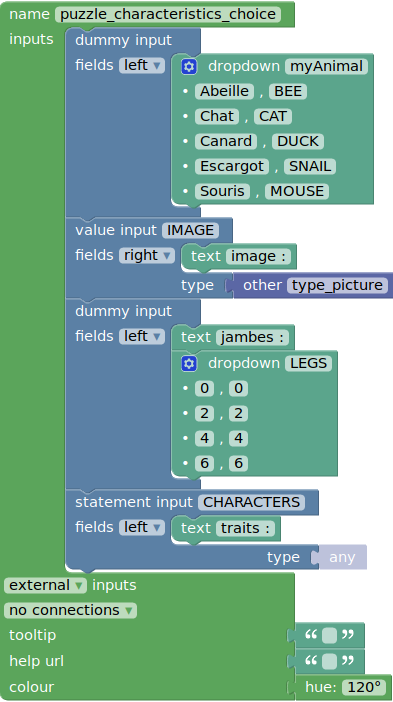 name puzzle_characteristics_choice
inputs dummy input
fields left ▾ dropdown myAnimal
• Abeille , BEE
• Chat , CAT
• Canard , DUCK
• Escargot , SNAIL
• Souris , MOUSE
value input IMAGE
fields right ▾ text image :
type other type_picture
dummy input
fields left ▾ text jambes :
dropdown LEGS
• 0 , 0
• 2 , 2
• 4 , 4
• 6 , 6
statement input CHARACTERS
fields left ▾ text traits :
type any
external ▾ inputs
no connections ▾
tooltip “ ”
help url “ ”
colour hue: 120°